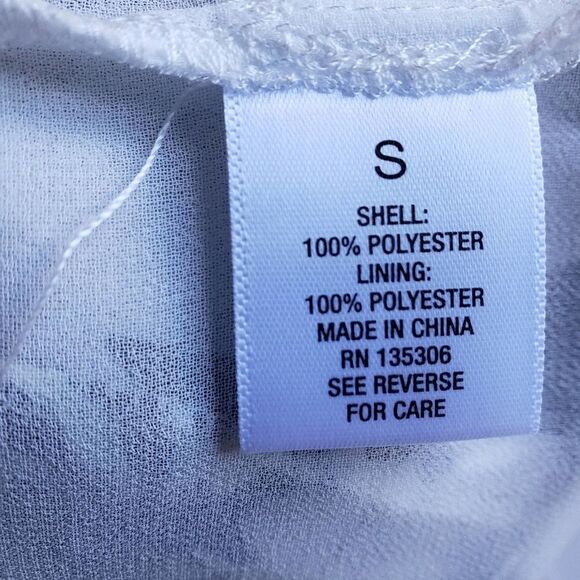 S
SHELL:
100% POLYESTER
LINING:
100% POLYESTER
MADE IN CHINA
RN 135306
SEE REVERSE
FOR CARE